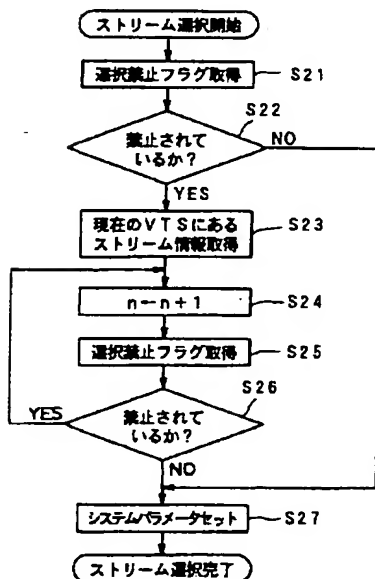 ストリーム選択開始
選択禁止フラグ取得
S21
S22
禁止されて
いるか？
NO
YES
現在のVTSにある
ストリーム情報取得
S23
n←n+1
S24
選択禁止フラグ取得
S25
S26
YES
禁止されて
いるか？
NO
システムパラメータセット
S27
ストリーム選択完了